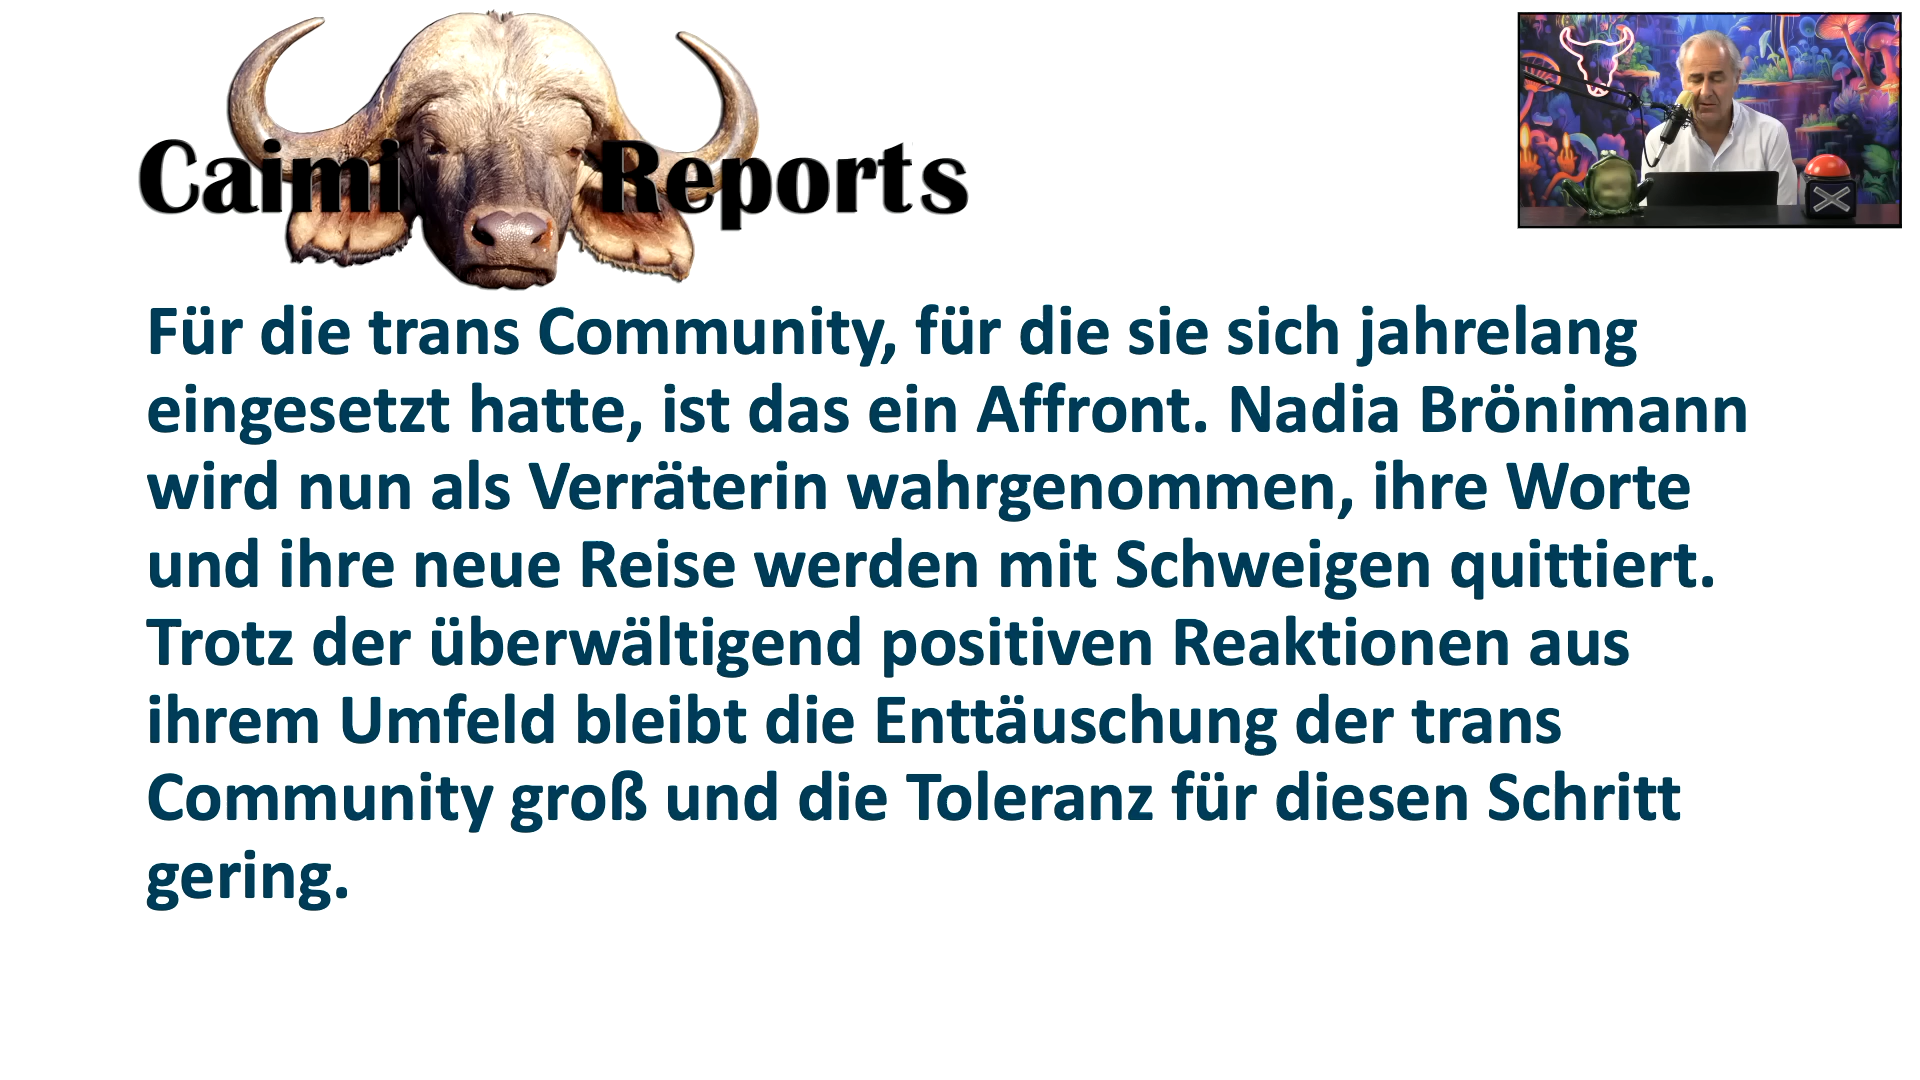 Caimi Reports
Für die trans Community, für die sie sich jahrelang
eingesetzt hatte, ist das ein Affront. Nadia Brönimann
wird nun als Verräterin wahrgenommen, ihre Worte
und ihre neue Reise werden mit Schweigen quittiert.
Trotz der überwältigend positiven Reaktionen aus
ihrem Umfeld bleibt die Enttäuschung der trans
Community groß und die Toleranz für diesen Schritt
gering.